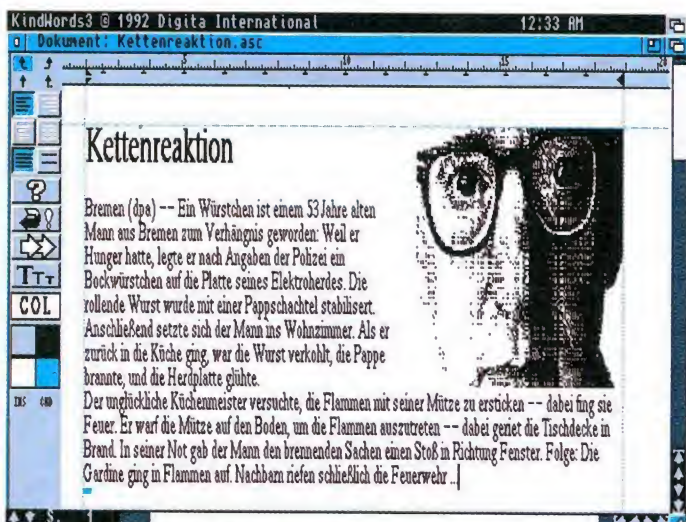 KindWords3 © 1992 Digita International 12:33 AM
Dokument: Kettenreaktion.asc
5 10 15 20
Kettenreaktion
Bremen (dpa) -- Ein Würstchen ist einem 53 Jahre alten
Mann aus Bremen zum Verhängnis geworden: Weil er
Hunger hatte, legte er nach Angaben der Polizei ein
Bockwürstchen auf die Platte seines Elektroherdes. Die
rollende Wurst wurde mit einer Pappschachtel stabilisert.
Anschließend setzte sich der Mann ins Wohnzimmer. Als er
zurück in die Küche ging, war die Wurst verkohlt, die Pappe
brannte, und die Herdplatte glühte.
Der unglückliche Küchenmeister versuchte, die Flammen mit seiner Mütze zu ersticken -- dabei fing sie
Feuer. Er warf die Mütze auf den Boden, um die Flammen auszutreten -- dabei geriet die Tischdecke in
Brand. In seiner Not gab der Mann den brennenden Sachen einen Stoß in Richtung Fenster. Folge: Die
Gardine ging in Flammen auf. Nachbarn riefen schließlich die Feuerwehr ...
TTT
COL
S. 1